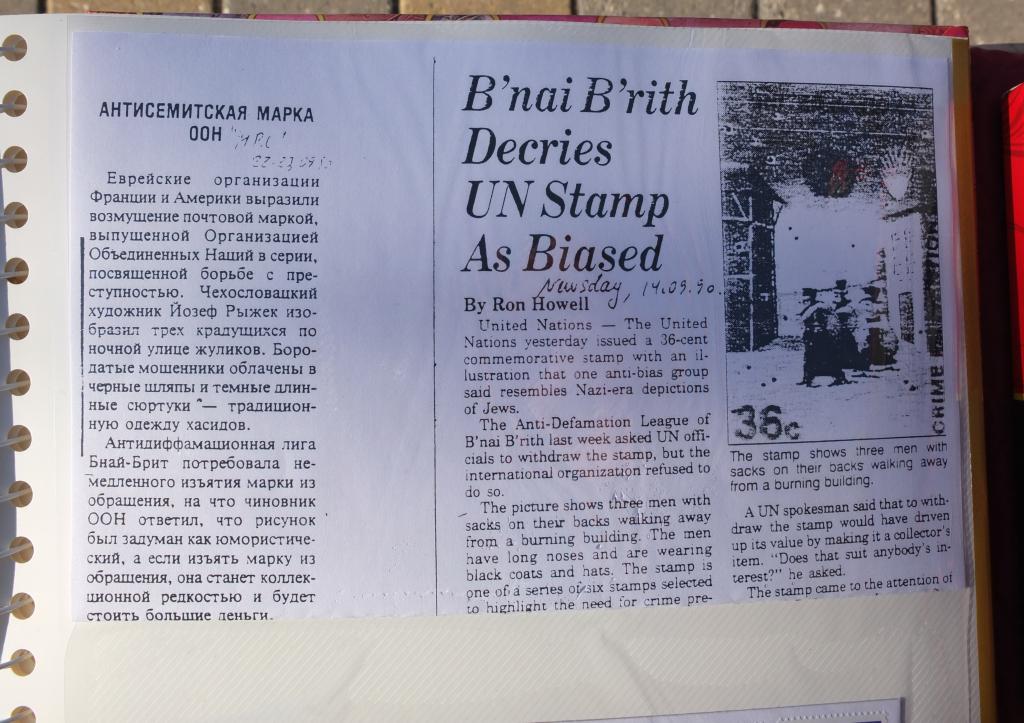 АНТИСЕМИТСКАЯ МАРКА
ООН
Еврейские организации
Франции и Америки выразили
возмущение почтовой маркой,
выпущенной Организацией
Объединенных Наций в серии,
посвященной борьбе с пре-
ступностью. Чехословацкий
художник Йозеф Рыжек изо-
бразил трех крадущихся по
ночной улице жуликов. Боро-
датые мошенники облачены в
черные шляпы и темные длин-
ные сюртуки — традицион-
ную одежду хасидов.
Антидиффамационная лига
Бнай-Брит потребовала не-
медленного изъятия марки из
обращения, на что чиновник
ООН ответил, что рисунок
был задуман как юмористиче-
ский, а если изъять марку из
обращения, она станет коллек-
ционной редкостью и будет
стоить большие деньги.
B'nai B'rith
Decries
UN Stamp
As Biased
Newsday, 14.09.90.
By Ron Howell
United Nations — The United
Nations yesterday issued a 36-cent
commemorative stamp with an il-
lustration that one anti-bias group
said resembles Nazi-era depictions
of Jews.
The Anti-Defamation League of
B'nai B'rith last week asked UN offi-
cials to withdraw the stamp, but the
international organization refused to
do so.
The picture shows three men with
sacks on their backs walking away
from a burning building. The men
have long noses and are wearing
black coats and hats. The stamp is
one of a series of six stamps selected
to highlight the need for crime pre-
36c
CRIME
The stamp shows three men with
sacks on their backs walking away
from a burning building.
A UN spokesman said that to with-
draw the stamp would have driven
up its value by making it a collector's
item. "Does that suit anybody's in-
terest?" he asked.
The stamp came to the attention of